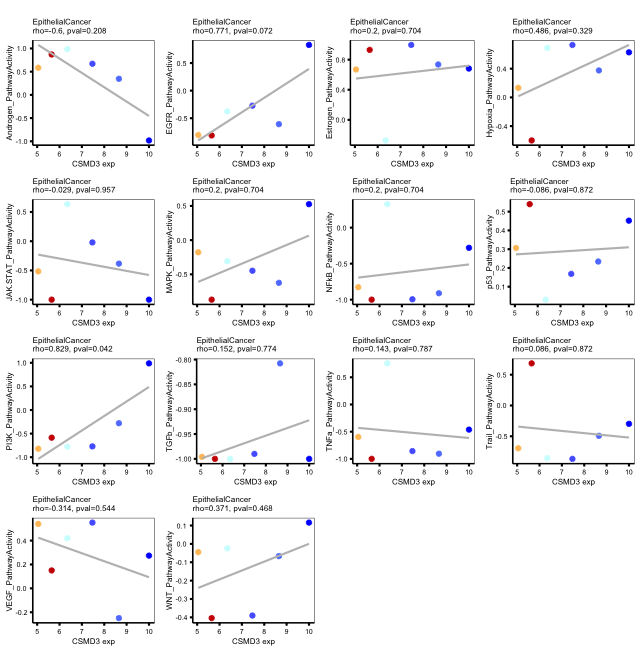 EpithelialCancer
rho=-0.6, pval=0.208
Androgen_PathwayActivity
1.0
0.5
0.0
-0.5
-1.0
5 6 7 8 9 10
CSMD3 exp
EpithelialCancer
rho=0.771, pval=0.072
EGFR_PathwayActivity
0.5
0.0
-0.5
-1.0
5 6 7 8 9 10
CSMD3 exp
EpithelialCancer
rho=0.2, pval=0.704
Estrogen_PathwayActivity
0.8
0.4
0.0
5 6 7 8 9 10
CSMD3 exp
EpithelialCancer
rho=0.486, pval=0.329
Hypoxia_PathwayActivity
0.4
0.0
-0.4
5 6 7 8 9 10
CSMD3 exp
EpithelialCancer
rho=-0.029, pval=0.957
JAK.STAT_PathwayActivity
0.5
0.0
-0.5
-1.0
5 6 7 8 9 10
CSMD3 exp
EpithelialCancer
rho=0.2, pval=0.704
MAPK_PathwayActivity
0.5
0.0
-0.5
5 6 7 8 9 10
CSMD3 exp
EpithelialCancer
rho=0.2, pval=0.704
NFkB_PathwayActivity
0.0
-0.5
-1.0
5 6 7 8 9 10
CSMD3 exp
EpithelialCancer
rho=-0.086, pval=0.872
p53_PathwayActivity
0.5
0.4
0.3
0.2
0.1
5 6 7 8 9 10
CSMD3 exp
EpithelialCancer
rho=0.829, pval=0.042
PI3K_PathwayActivity
1.0
0.5
0.0
-0.5
-1.0
5 6 7 8 9 10
CSMD3 exp
EpithelialCancer
rho=-0.152, pval=0.774
TGFb_PathwayActivity
-0.80
-0.85
-0.90
-0.95
-1.00
5 6 7 8 9 10
CSMD3 exp
EpithelialCancer
rho=0.143, pval=0.787
TNFa_PathwayActivity
0.5
0.0
-0.5
-1.0
5 6 7 8 9 10
CSMD3 exp
EpithelialCancer
rho=0.086, pval=0.872
Trail_PathwayActivity
0.5
0.0
-0.5
5 6 7 8 9 10
CSMD3 exp
EpithelialCancer
rho=-0.314, pval=0.544
VEGF_PathwayActivity
0.4
0.2
0.0
-0.2
5 6 7 8 9 10
CSMD3 exp
EpithelialCancer
rho=0.371, pval=0.468
WNT_PathwayActivity
0.1
0.0
-0.1
-0.2
-0.3
-0.4
5 6 7 8 9 10
CSMD3 exp